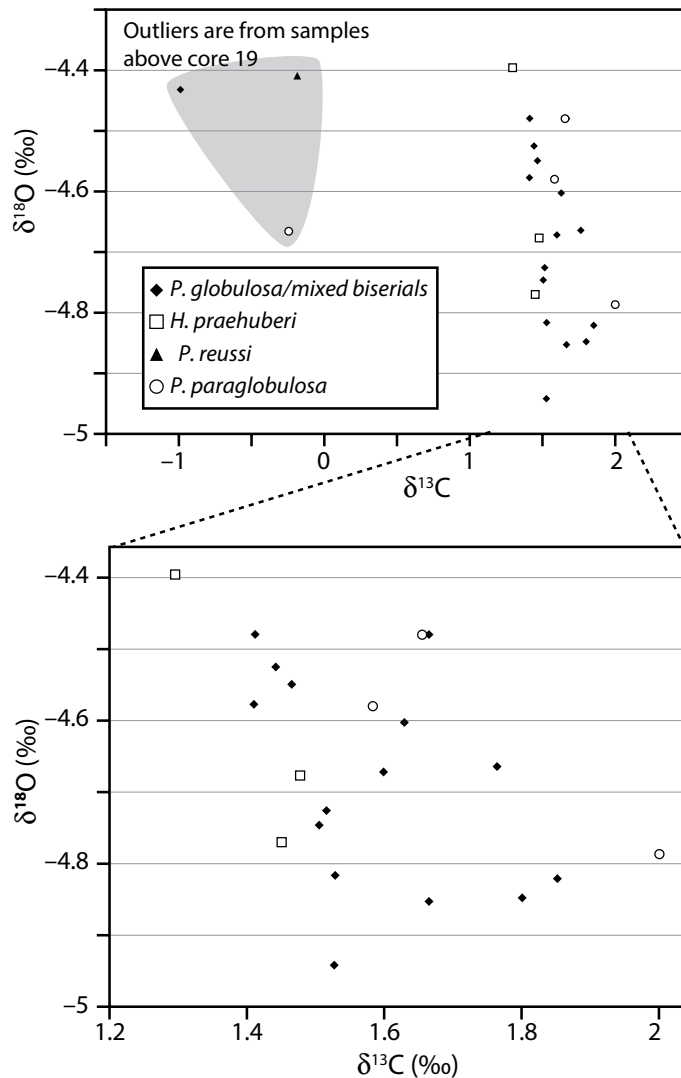 Outliers are from samples
above core 19
−4.4
−4.6
−4.8
−5
δ18O (‰)
◆ P. globulosa/mixed biserials
□ H. praehuberi
▲ P. reussi
○ P. paraglobulosa
−1
0
1
2
δ13C
−4.4
−4.6
−4.8
−5
δ18O (‰)
1.2
1.4
1.6
1.8
2
δ13C (‰)